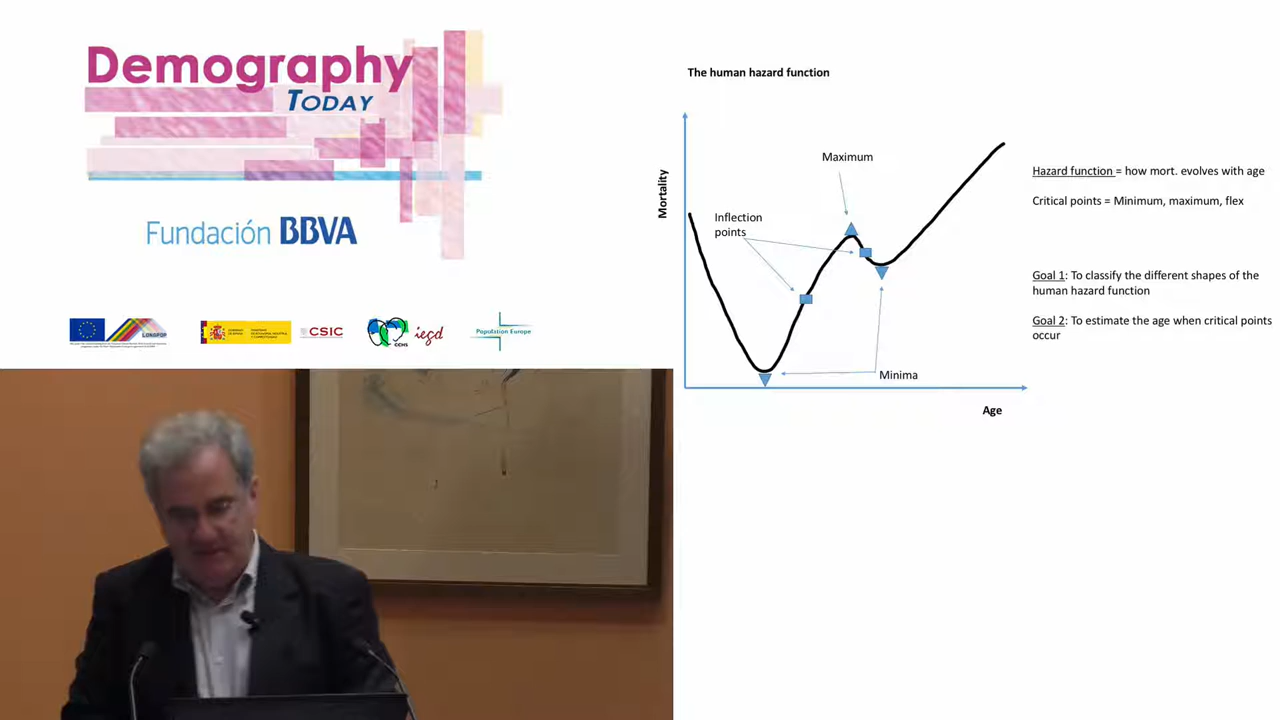 Demography
TODAY
Fundación BBVA
LONGPOP
CSIC
CCHS
iegd
Population Europe
The human hazard function
Mortality
Maximum
Inflection
points
Minima
Age
Hazard function = how mort. evolves with age
Critical points = Minimum, maximum, flex
Goal 1: To classify the different shapes of the
human hazard function
Goal 2: To estimate the age when critical points
occur